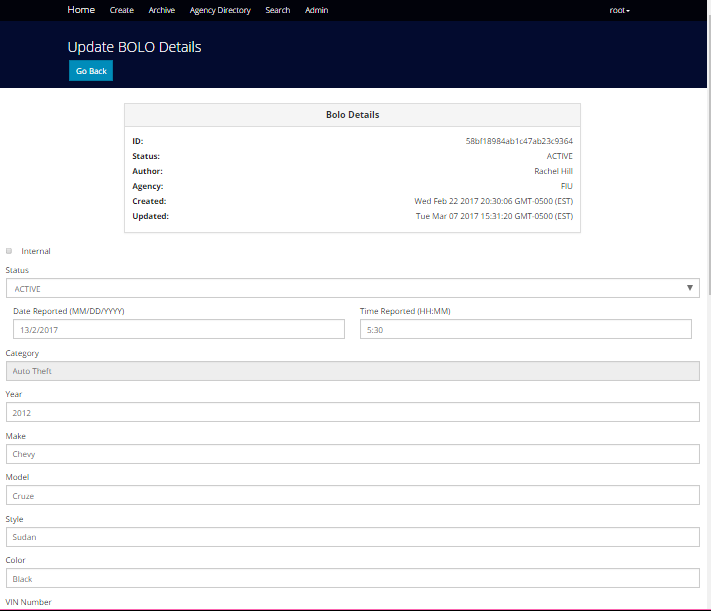 Home Create Archive Agency Directory Search Admin root
Update BOLO Details
Go Back
Bolo Details
ID: 58bf18984ab1c47ab23c9364
Status: ACTIVE
Author: Rachel Hill
Agency: FIU
Created: Wed Feb 22 2017 20:30:06 GMT-0500 (EST)
Updated: Tue Mar 07 2017 15:31:20 GMT-0500 (EST)
Internal
Status
ACTIVE
Date Reported (MM/DD/YYYY) Time Reported (HH:MM)
13/2/2017 5:30
Category
Auto Theft
Year
2012
Make
Chevy
Model
Cruze
Style
Sudan
Color
Black
VIN Number